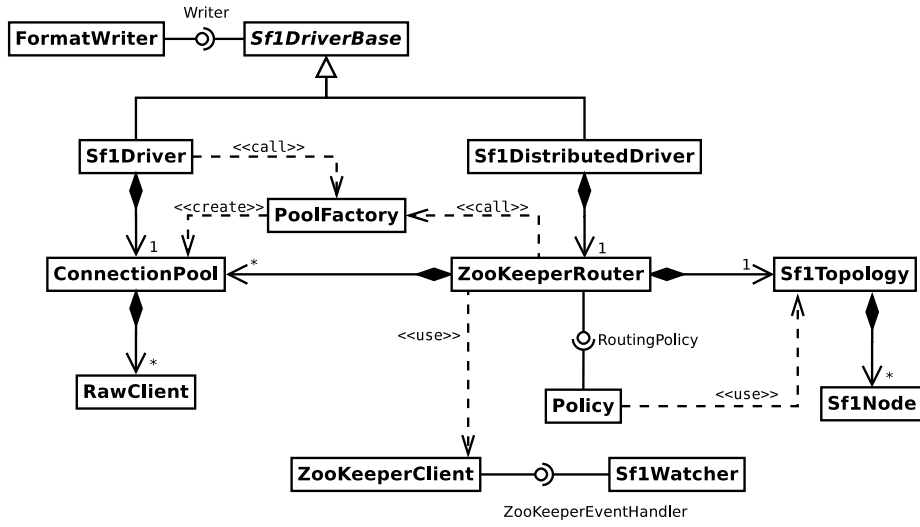 Writer
FormatWriter
Sf1DriverBase
Sf1Driver
<<call>>
Sf1DistributedDriver
<<create>>
PoolFactory
<<call>>
1
1
ConnectionPool
*
ZooKeeperRouter
1
Sf1Topology
<<use>>
RoutingPolicy
*
RawClient
Policy
<<use>>
*
Sf1Node
ZooKeeperClient
Sf1Watcher
ZooKeeperEventHandler